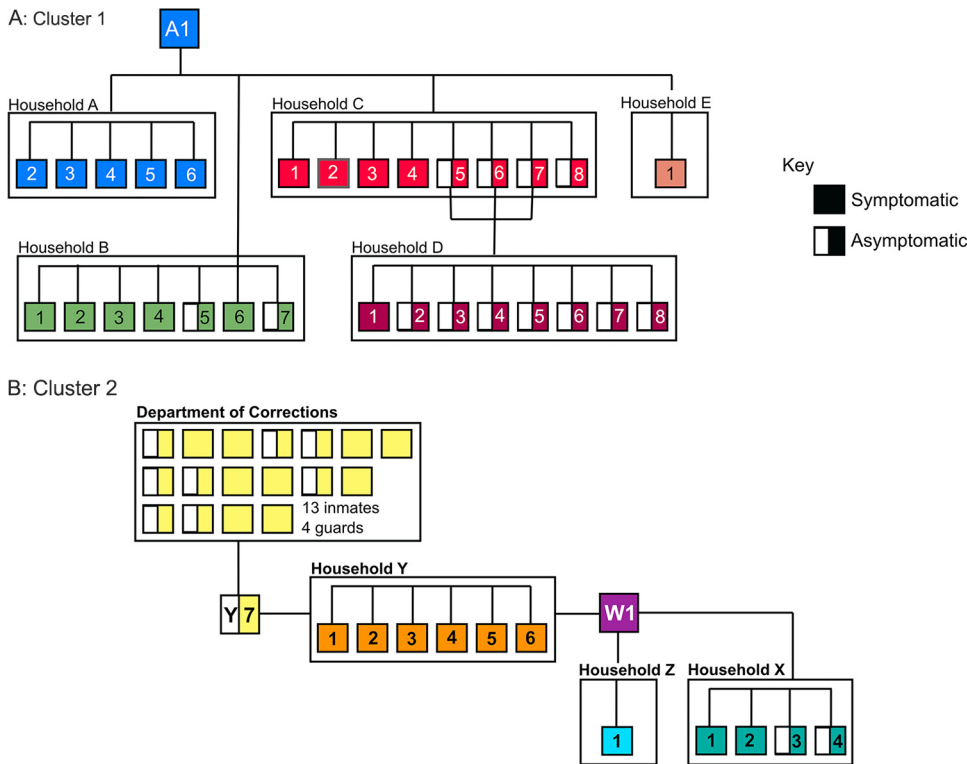 A: Cluster 1
A1
Household A
Household C
Household E
2 3 4 5 6
1 2 3 4 5 6 7 8
1
Key
Symptomatic
Asymptomatic
Household B
Household D
1 2 3 4 5 6 7
1 2 3 4 5 6 7 8
B: Cluster 2
Department of Corrections
13 inmates
4 guards
Household Y
Y 7
1 2 3 4 5 6
W1
Household Z
Household X
1
1 2 3 4